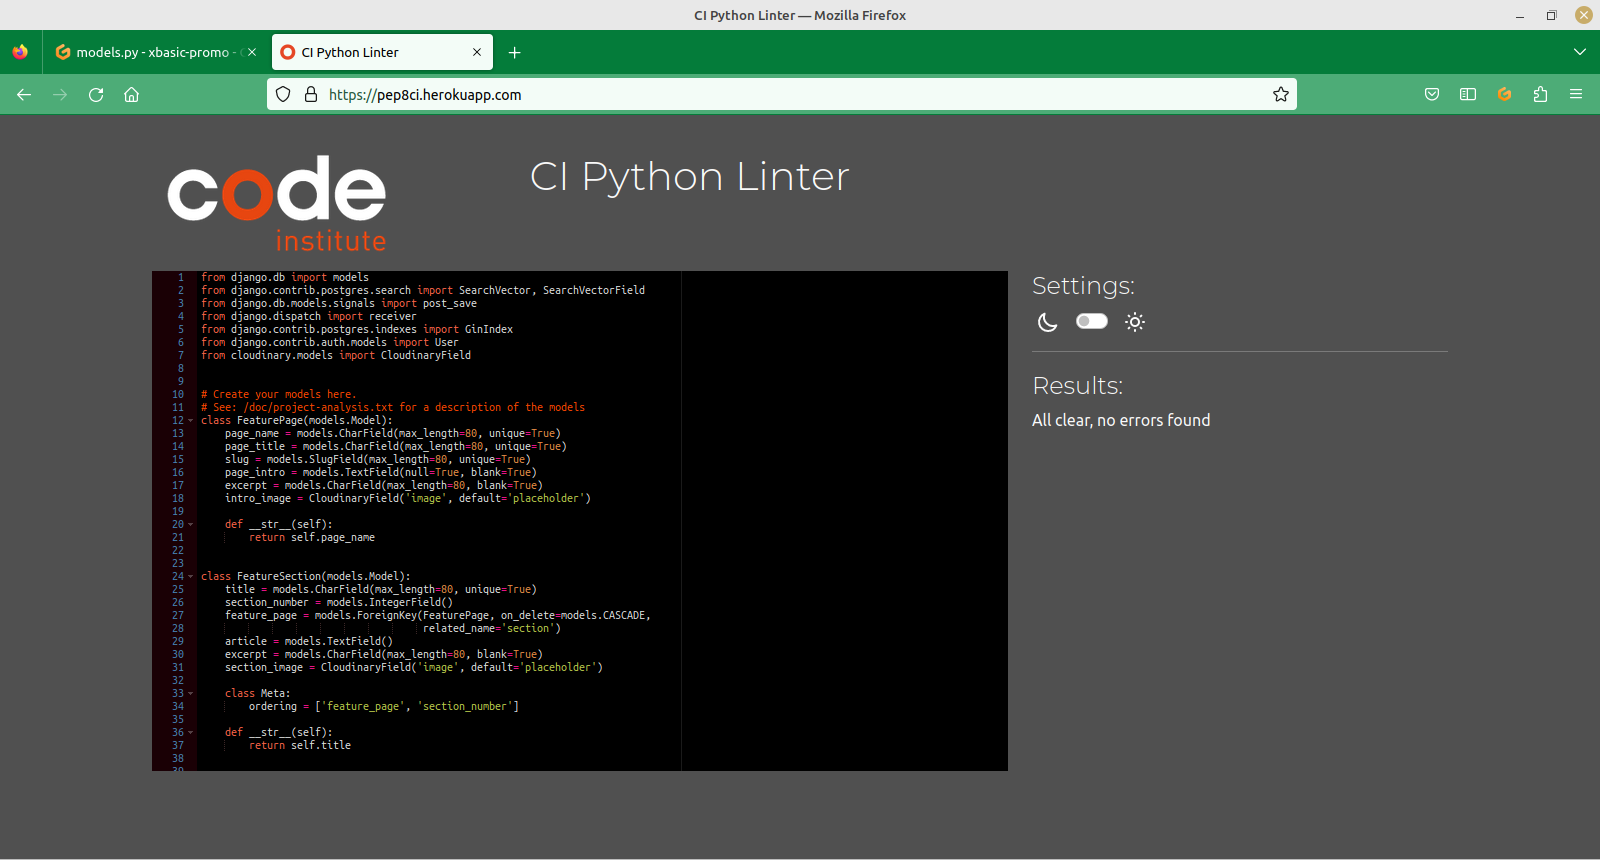 CI Python Linter — Mozilla Firefox
models.py - xbasic-promo -
CI Python Linter
https://pep8ci.herokuapp.com
code
institute
CI Python Linter
1 from django.db import models
2 from django.contrib.postgres.search import SearchVector, SearchVectorField
3 from django.db.models.signals import post_save
4 from django.dispatch import receiver
5 from django.contrib.postgres.indexes import GinIndex
6 from django.contrib.auth.models import User
7 from cloudinary.models import CloudinaryField
8
9
10 # Create your models here.
11 # See: /doc/project-analysis.txt for a description of the models
12 class FeaturePage(models.Model):
13     page_name = models.CharField(max_length=80, unique=True)
14     page_title = models.CharField(max_length=80, unique=True)
15     slug = models.SlugField(max_length=80, unique=True)
16     page_intro = models.TextField(null=True, blank=True)
17     excerpt = models.CharField(max_length=80, blank=True)
18     intro_image = CloudinaryField('image', default='placeholder')
19
20     def __str__(self):
21         return self.page_name
22
23
24 class FeatureSection(models.Model):
25     title = models.CharField(max_length=80, unique=True)
26     section_number = models.IntegerField()
27     feature_page = models.ForeignKey(FeaturePage, on_delete=models.CASCADE,
28                                      related_name='section')
29     article = models.TextField()
30     excerpt = models.CharField(max_length=80, blank=True)
31     section_image = CloudinaryField('image', default='placeholder')
32
33     class Meta:
34         ordering = ['feature_page', 'section_number']
35
36     def __str__(self):
37         return self.title
38
39
Settings:
Results:
All clear, no errors found